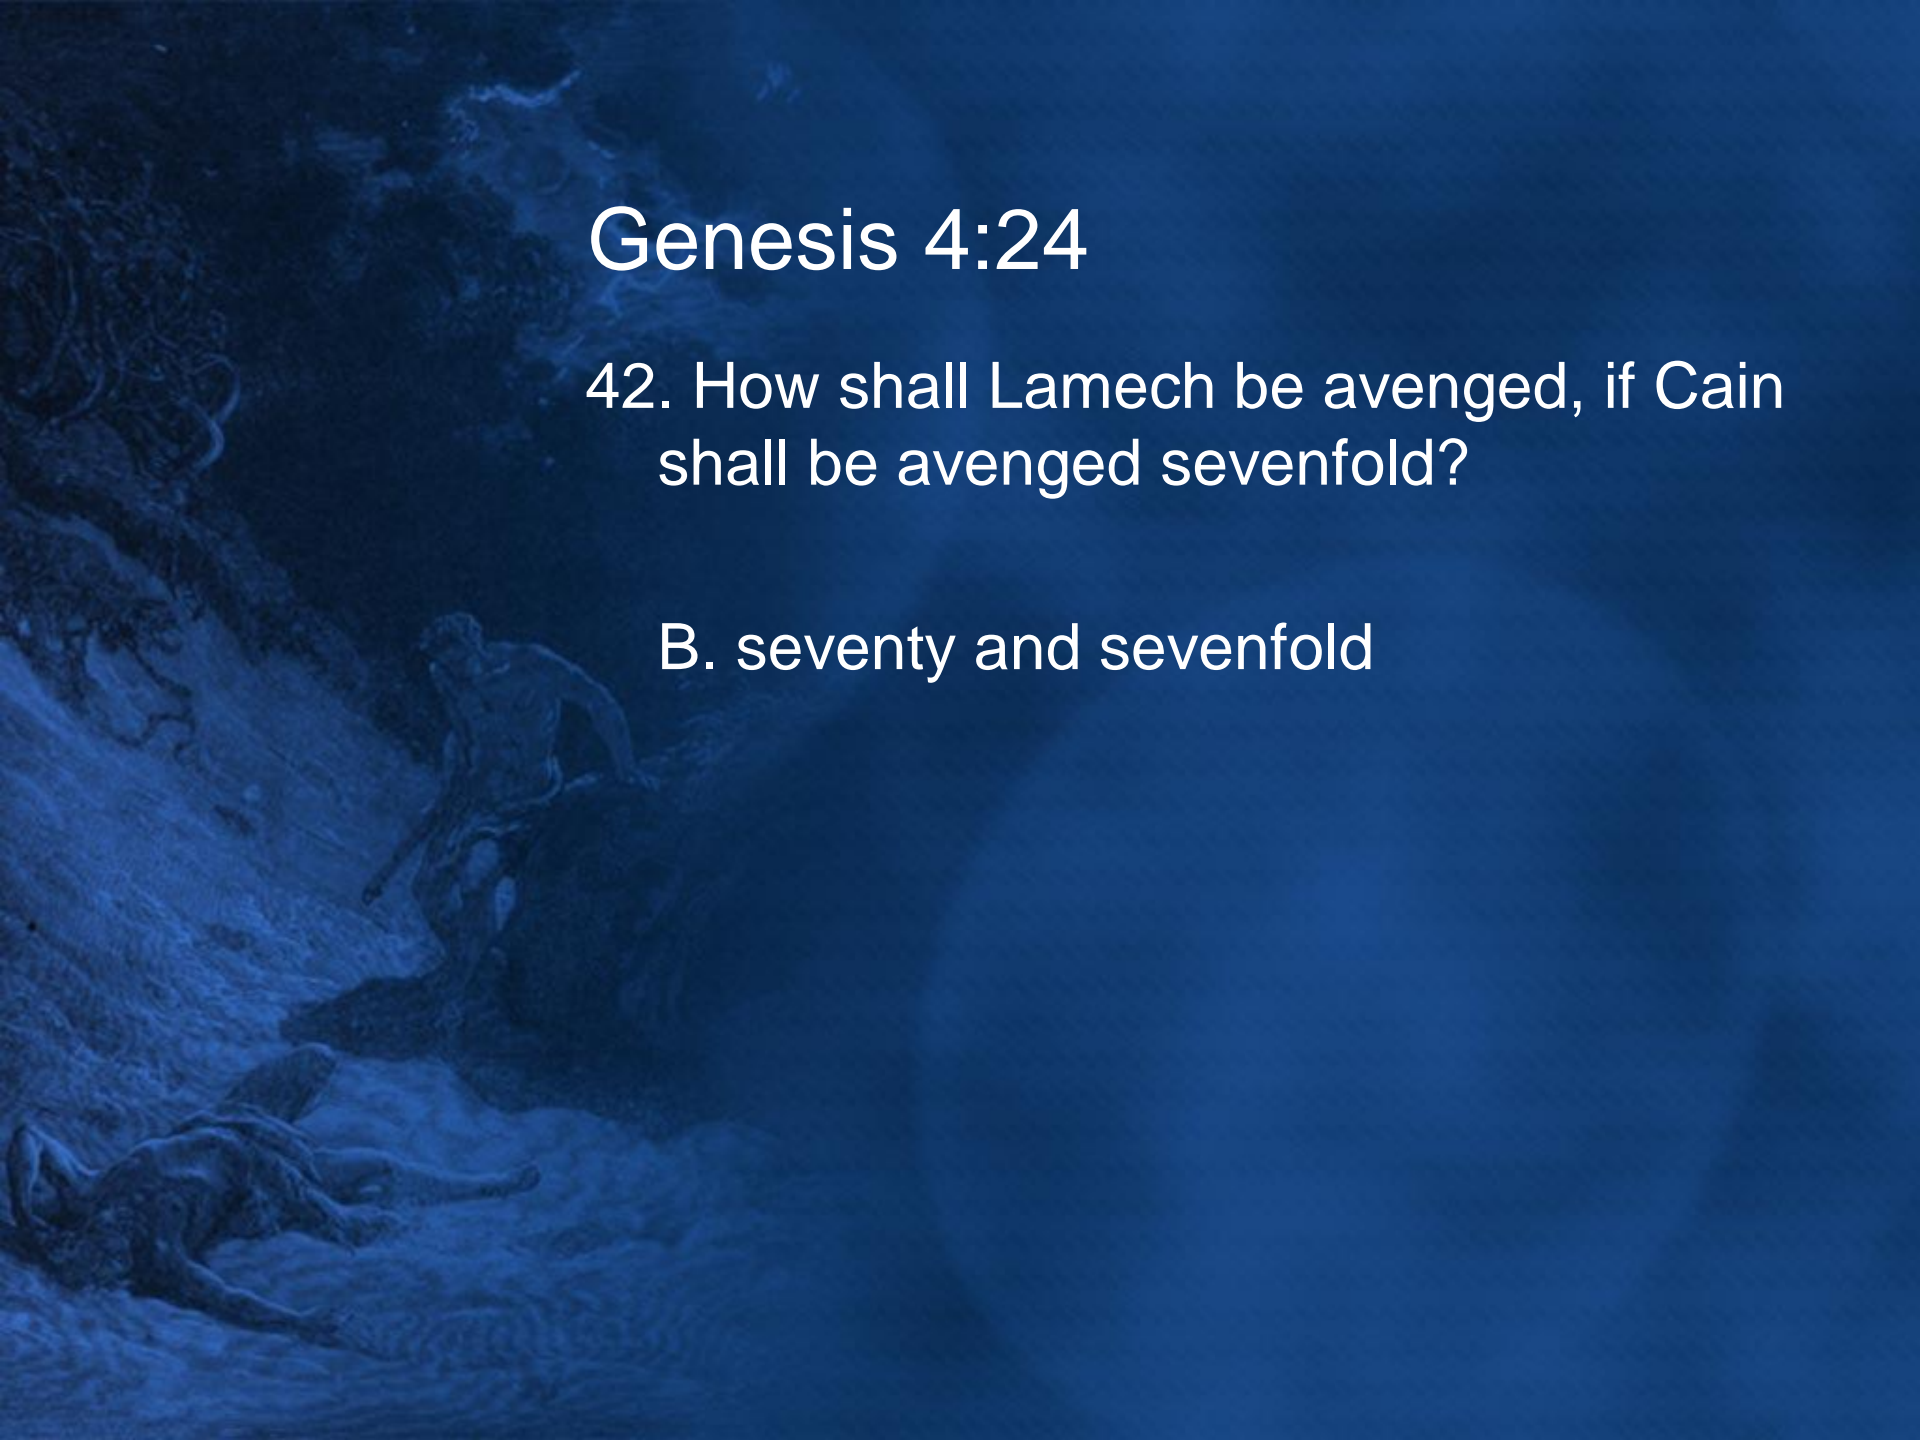 Genesis 4:24
42. How shall Lamech be avenged, if Cain
shall be avenged sevenfold?
B. seventy and sevenfold